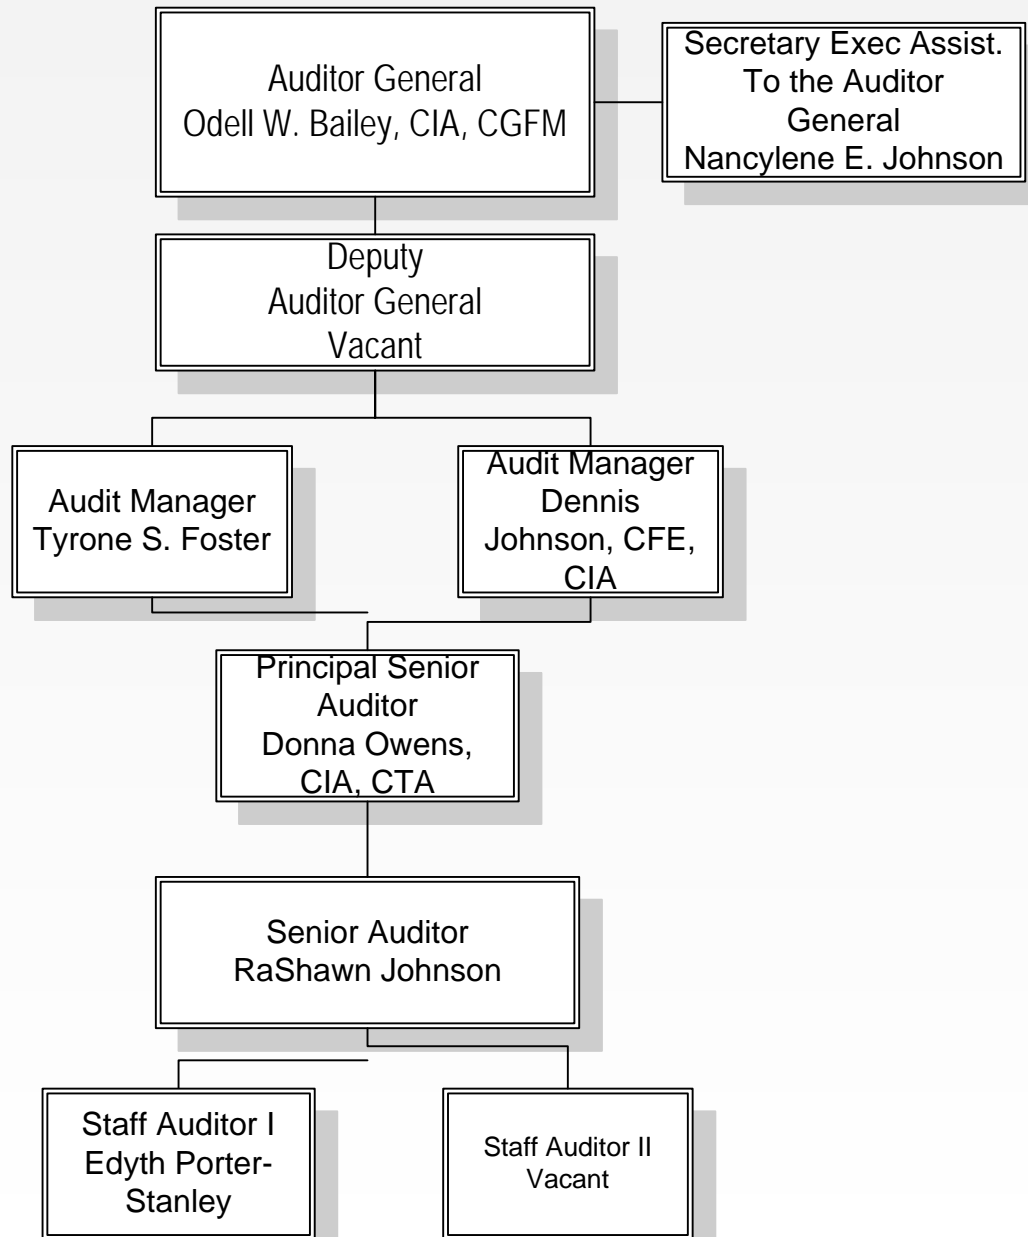 Auditor General
Odell W. Bailey, CIA, CGFM
Secretary Exec Assist.
To the Auditor
General
Nancylene E. Johnson
Deputy
Auditor General
Vacant
Audit Manager
Tyrone S. Foster
Audit Manager
Dennis
Johnson, CFE,
CIA
Principal Senior
Auditor
Donna Owens,
CIA, CTA
Senior Auditor
RaShawn Johnson
Staff Auditor I
Edyth Porter-
Stanley
Staff Auditor II
Vacant